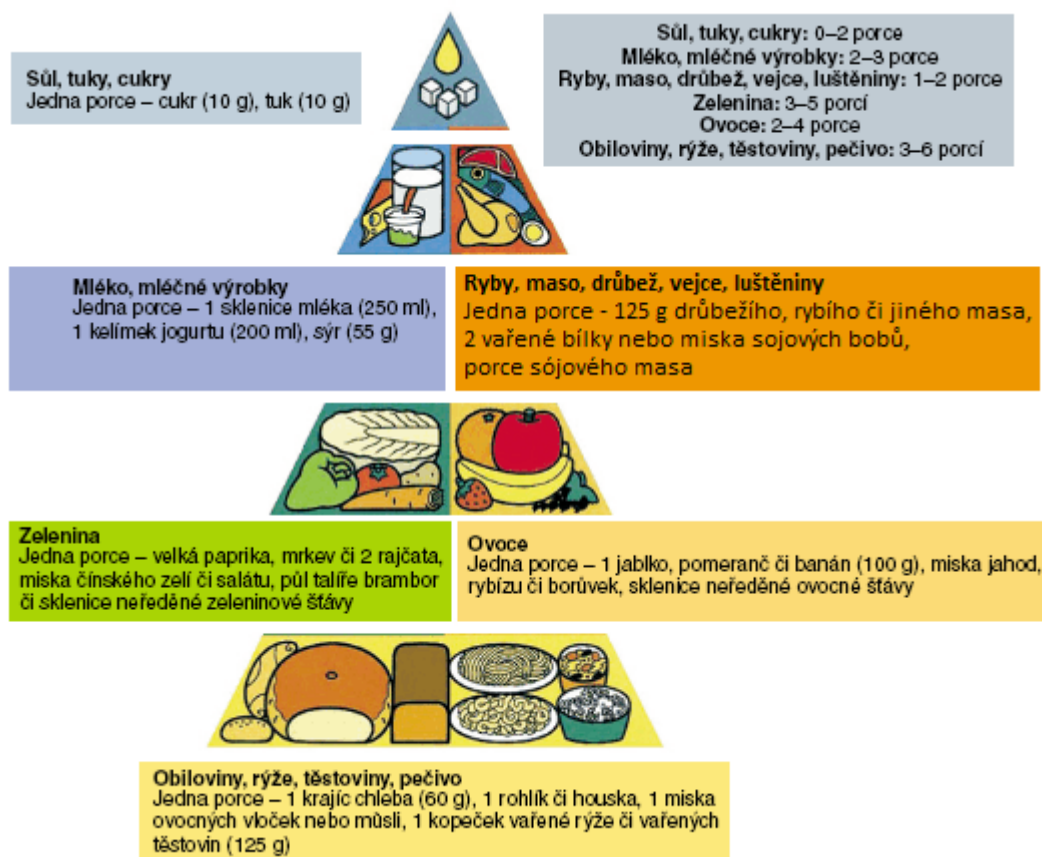 Sůl, tuky, cukry
Jedna porce – cukr (10 g), tuk (10 g)
Sůl, tuky, cukry: 0–2 porce
Mléko, mléčné výrobky: 2–3 porce
Ryby, maso, drůbež, vejce, luštěniny: 1–2 porce
Zelenina: 3–5 porcí
Ovoce: 2–4 porce
Obiloviny, rýže, těstoviny, pečivo: 3–6 porcí
Mléko, mléčné výrobky
Jedna porce – 1 sklenice mléka (250 ml),
1 kelímek jogurtu (200 ml), sýr (55 g)
Ryby, maso, drůbež, vejce, luštěniny
Jedna porce - 125 g drůbežího, rybího či jiného masa,
2 vařené bílky nebo miska sojových bobů,
porce sójového masa
Zelenina
Jedna porce – velká paprika, mrkev či 2 rajčata,
miska čínského zelí či salátu, půl talíře brambor
či sklenice neředěné zeleninové šťávy
Ovoce
Jedna porce – 1 jablko, pomeranč či banán (100 g), miska jahod,
rybízu či borůvek, sklenice neředěné ovocné šťávy
Obiloviny, rýže, těstoviny, pečivo
Jedna porce – 1 krajíc chleba (60 g), 1 rohlík či houska, 1 miska
ovocných vloček nebo műsli, 1 kopeček vařené rýže či vařených
těstovin (125 g)